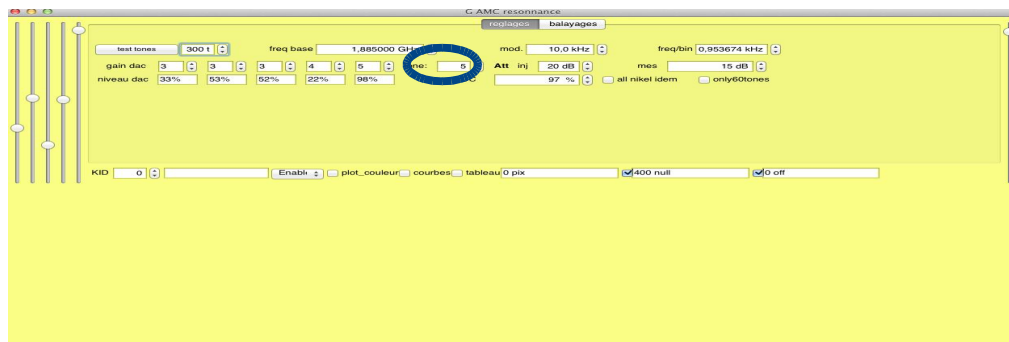 G AMC resonnance
reglages balayages
test tones 300 t freq base 1,885000 GHz mod. 10,0 kHz freq/bin 0,953674 kHz
gain dac 3 3 3 4 5 5 Att inj 20 dB mes 15 dB
niveau dac 33% 53% 52% 22% 98% 97 % all nikel idem only60tones
KID 0 plot_couleur courbes tableau 0 pix 400 null 0 off